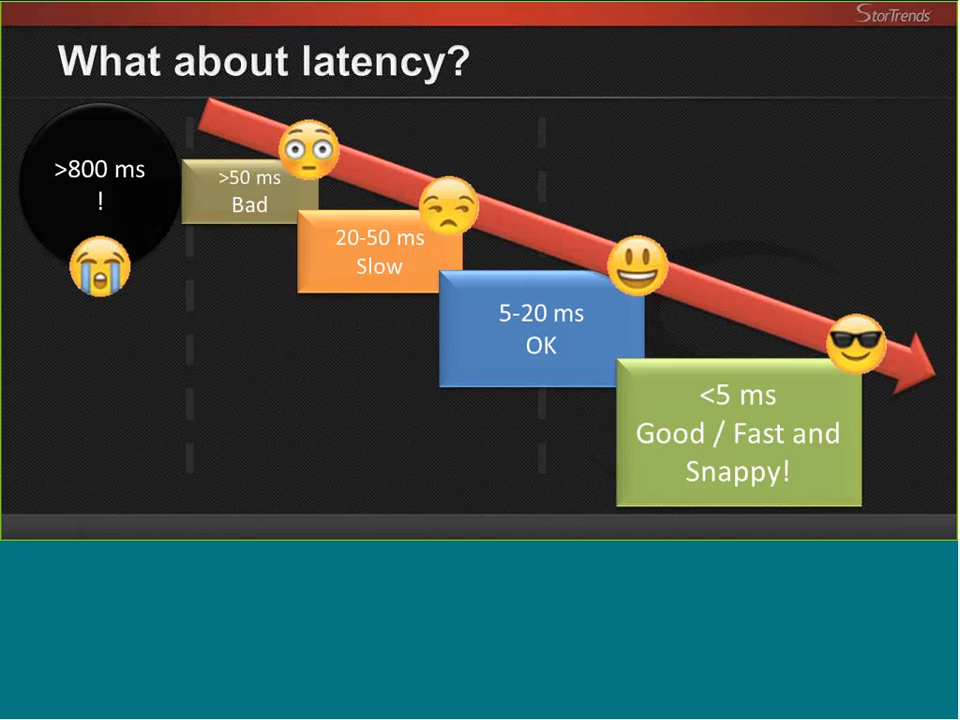 StorTrends
What about latency?
>800 ms
!
>50 ms
Bad
20-50 ms
Slow
5-20 ms
OK
<5 ms
Good / Fast and
Snappy!